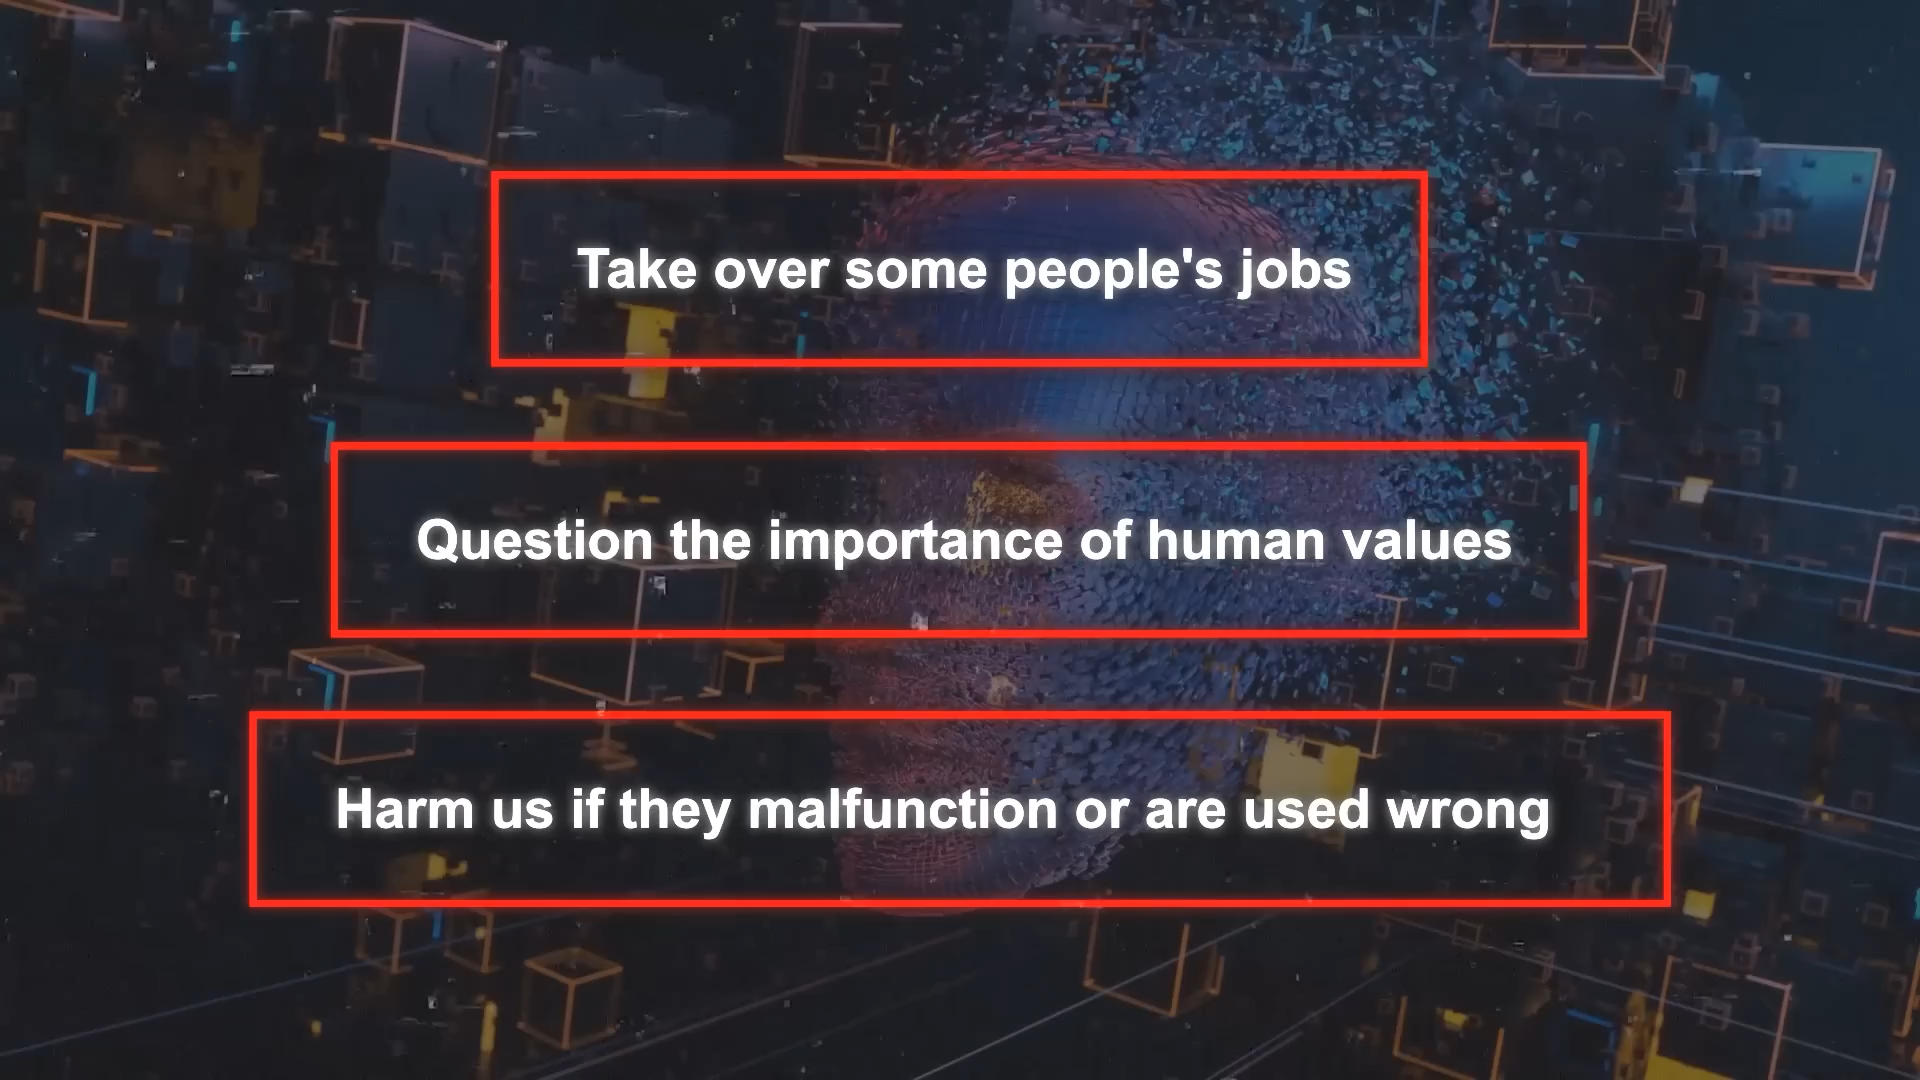 Take over some people's jobs
Question the importance of human values
Harm us if they malfunction or are used wrong